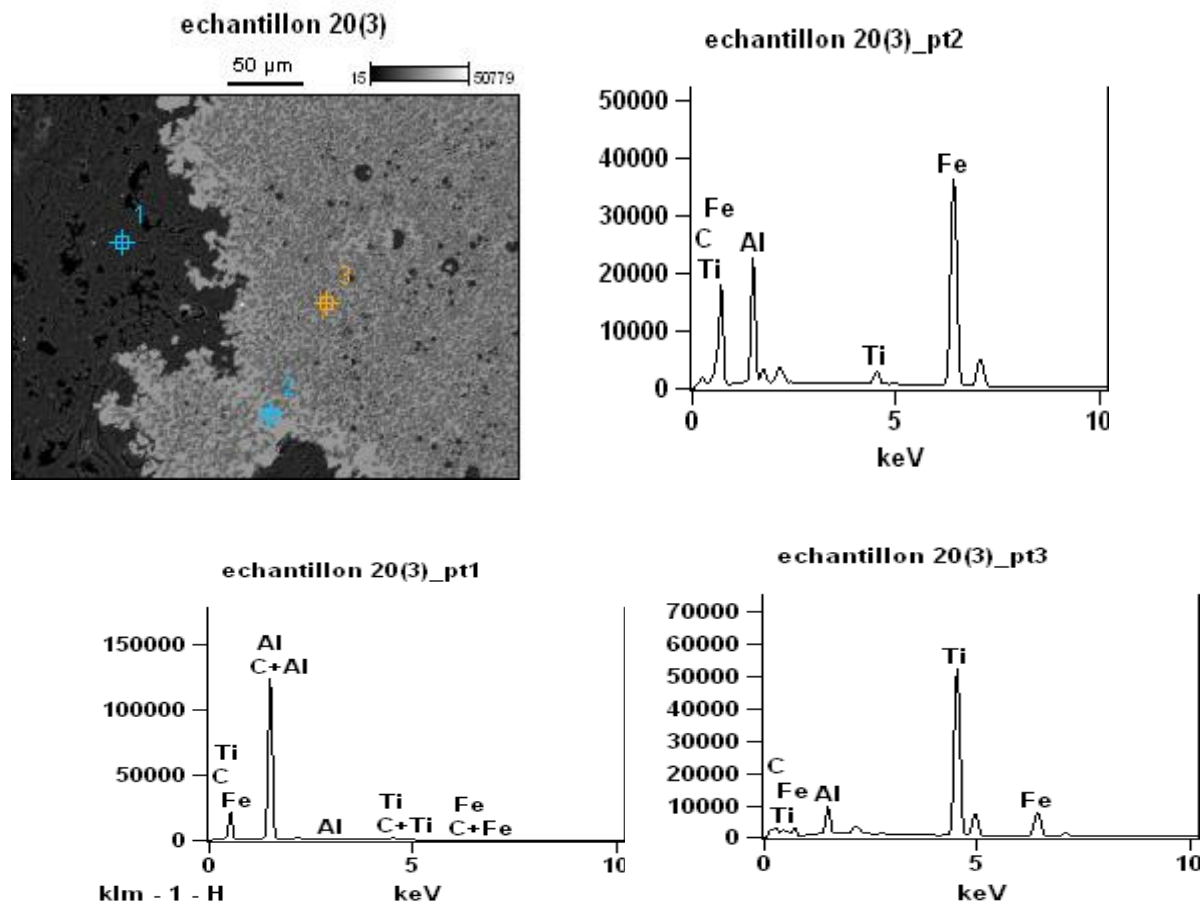 echantillon 20(3)
50 µm
15 50779
1
3
2
echantillon 20(3)_pt2
50000
40000
30000
20000
10000
0
Fe
C
Ti
Al
Ti
Fe
0 5 10
keV
echantillon 20(3)_pt1
150000
100000
50000
0
Ti
C
Fe
Al
C+Al
Al
Ti
C+Ti
Fe
C+Fe
0 5 10
klm - 1 - H keV
echantillon 20(3)_pt3
70000
60000
50000
40000
30000
20000
10000
0
C
Fe
Ti
Al
Ti
Fe
0 5 10
keV